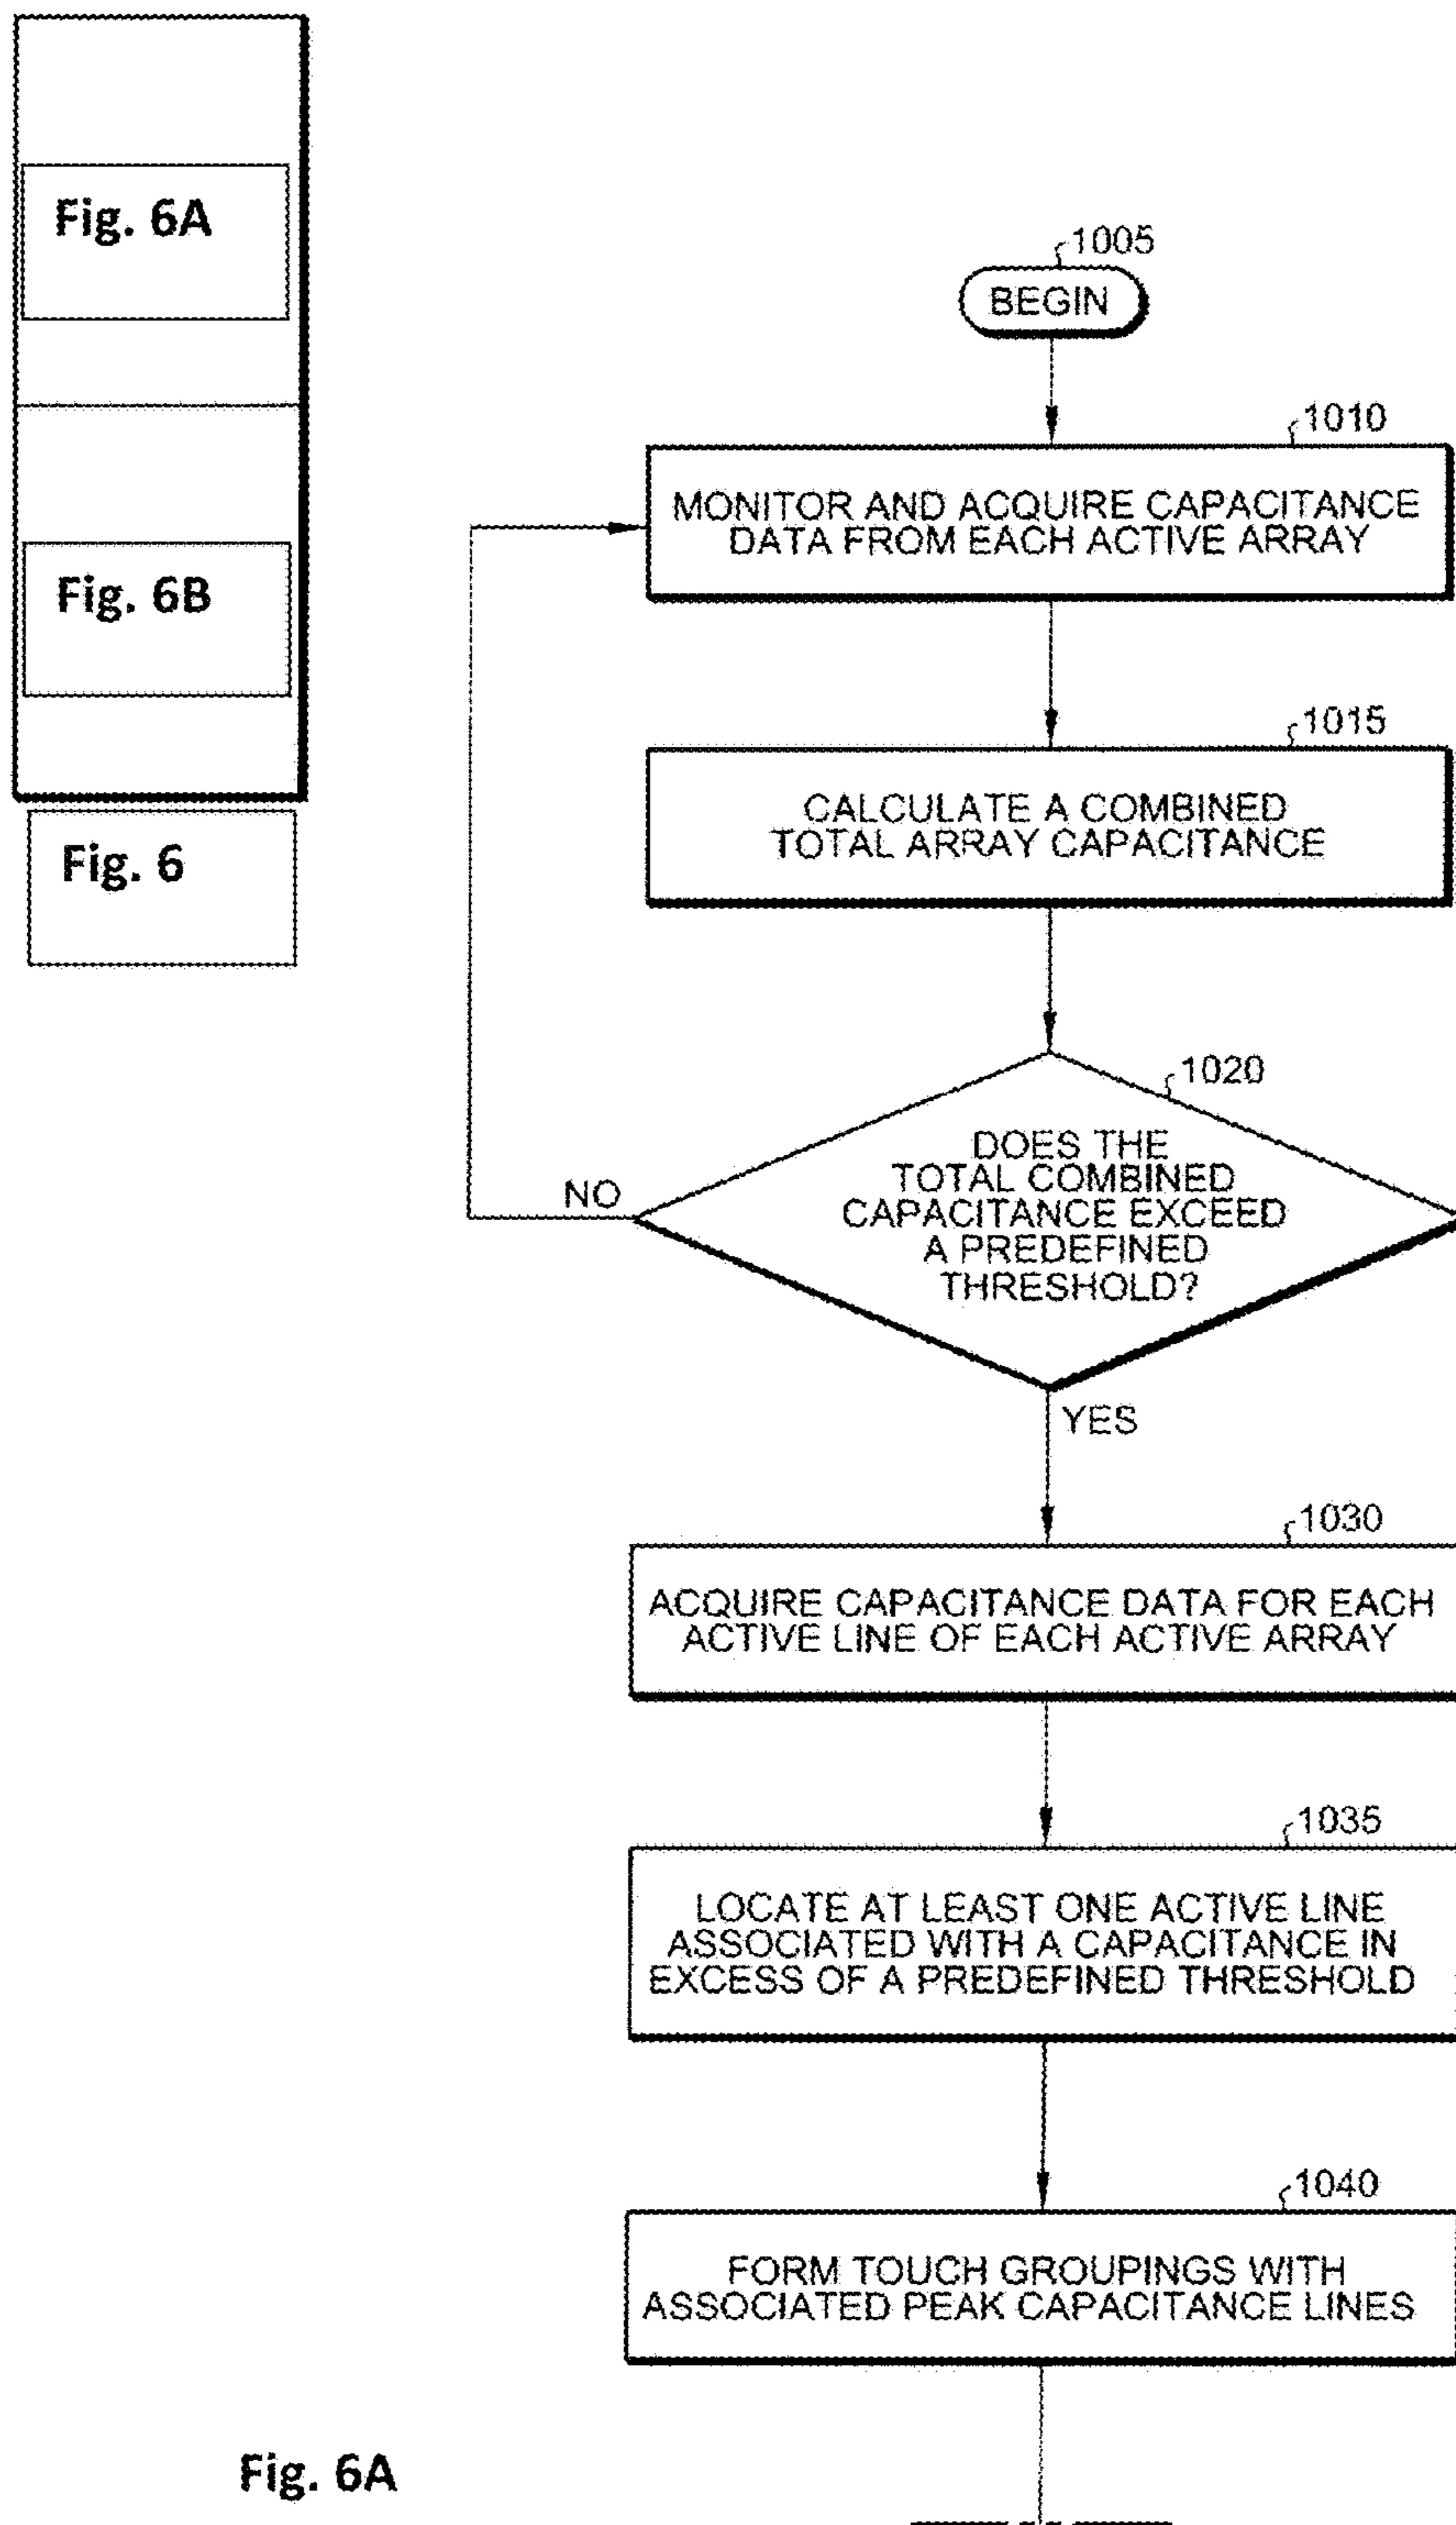 Fig. 6A
Fig. 6B
Fig. 6
1005
BEGIN
1010
MONITOR AND ACQUIRE CAPACITANCE
DATA FROM EACH ACTIVE ARRAY
1015
CALCULATE A COMBINED
TOTAL ARRAY CAPACITANCE
1020
DOES THE
TOTAL COMBINED
CAPACITANCE EXCEED
A PREDEFINED
THRESHOLD?
NO
YES
1030
ACQUIRE CAPACITANCE DATA FOR EACH
ACTIVE LINE OF EACH ACTIVE ARRAY
1035
LOCATE AT LEAST ONE ACTIVE LINE
ASSOCIATED WITH A CAPACITANCE IN
EXCESS OF A PREDEFINED THRESHOLD
1040
FORM TOUCH GROUPINGS WITH
ASSOCIATED PEAK CAPACITANCE LINES
Fig. 6A